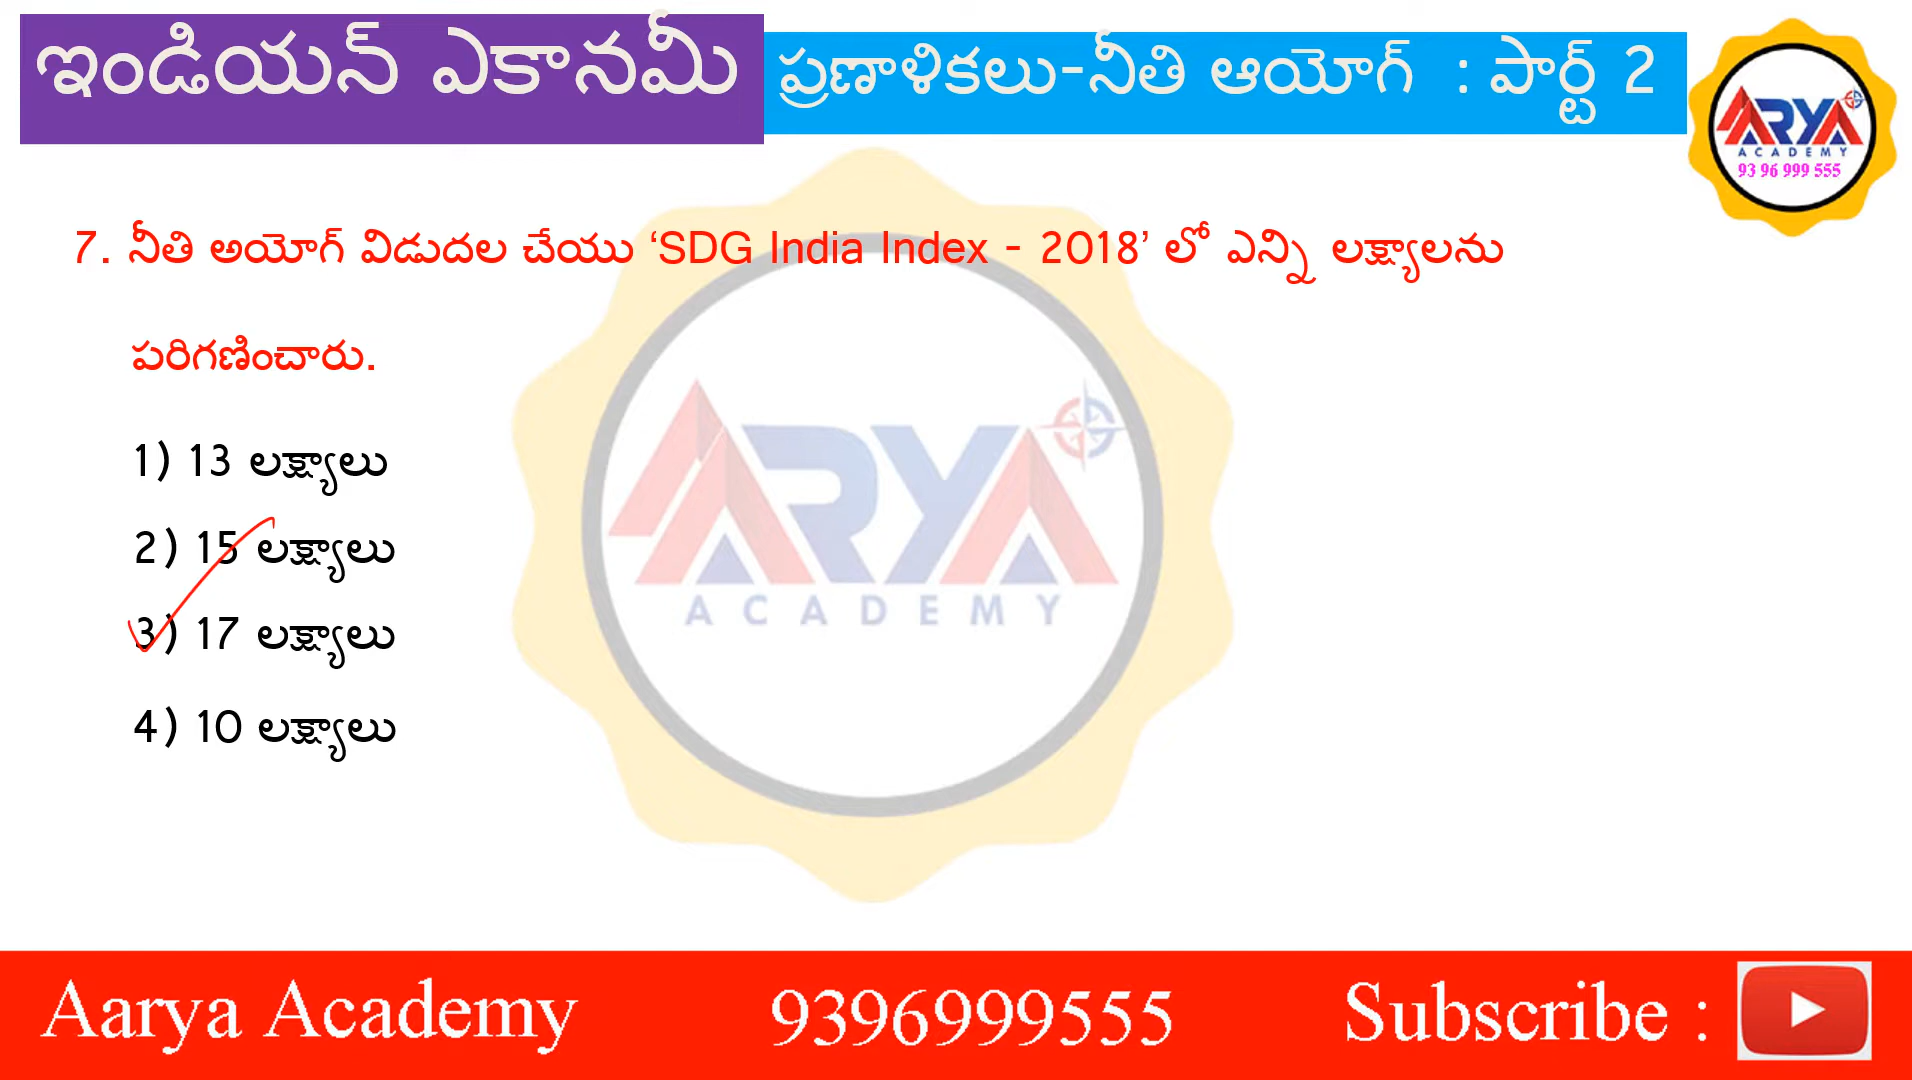 ఇండియన్ ఎకానమీ ప్రణాళికలు-నీతి ఆయోగ్ : పార్ట్ 2
ARYA
ACADEMY
93 96 999 555
7. నీతి అయోగ్ విడుదల చేయు ‘SDG India Index - 2018’ లో ఎన్ని లక్ష్యాలను
పరిగణించారు.
1) 13 లక్ష్యాలు
2) 15 లక్ష్యాలు
3) 17 లక్ష్యాలు
4) 10 లక్ష్యాలు
ARYA
ACADEMY
Aarya Academy 9396999555 Subscribe :